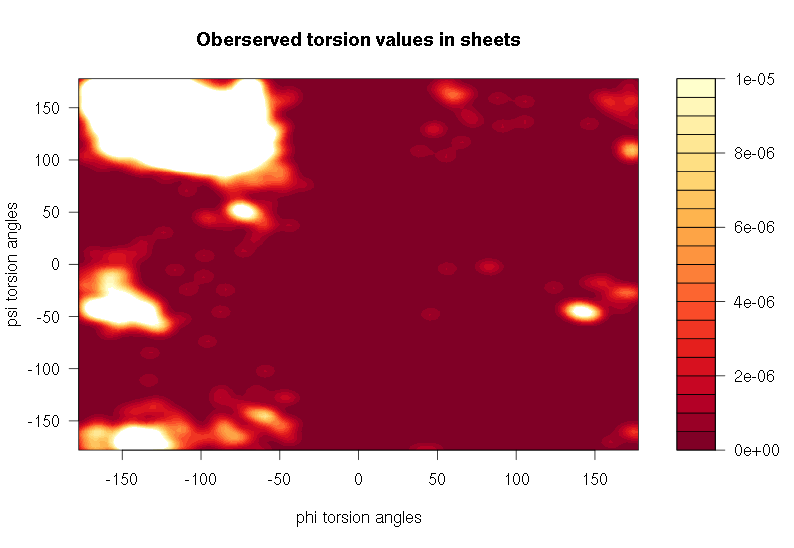 Oberserved torsion values in sheets
psi torsion angles
150
100
50
0
-50
-100
-150
-150
-100
-50
0
50
100
150
phi torsion angles
1e-05
8e-06
6e-06
4e-06
2e-06
0e+00